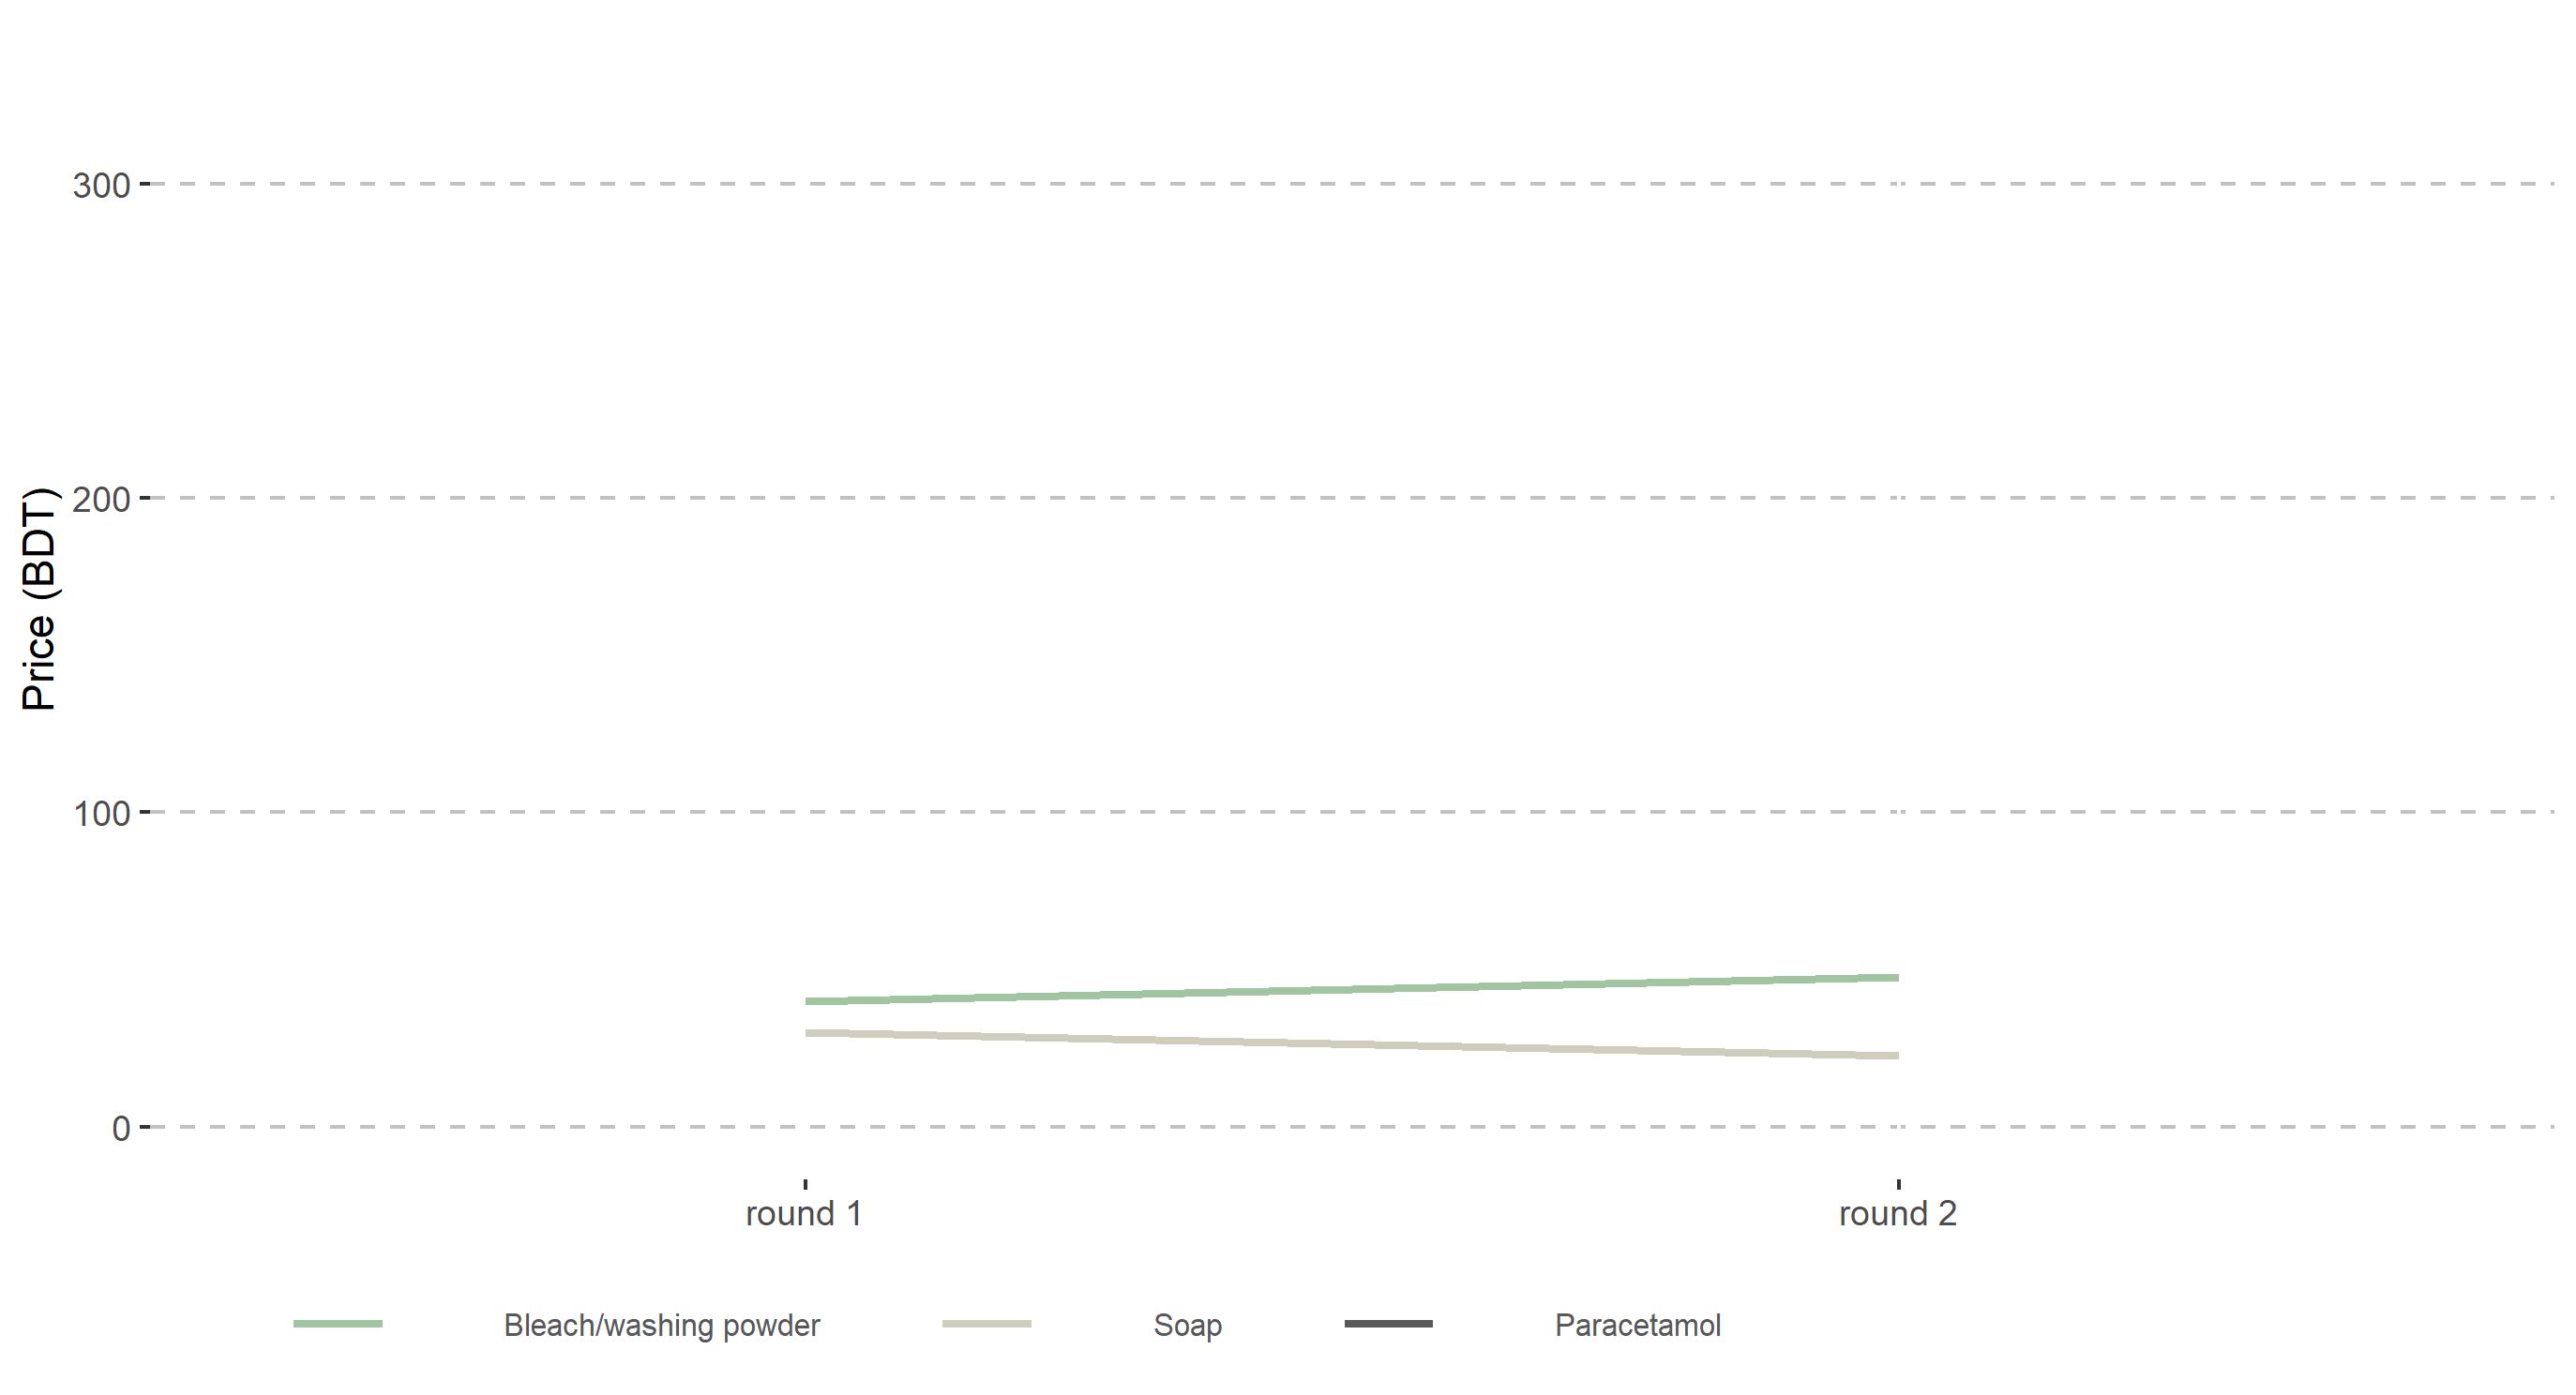 Price (BDT)
300
200
100
0
round 1 round 2
Bleach/washing powder Soap Paracetamol